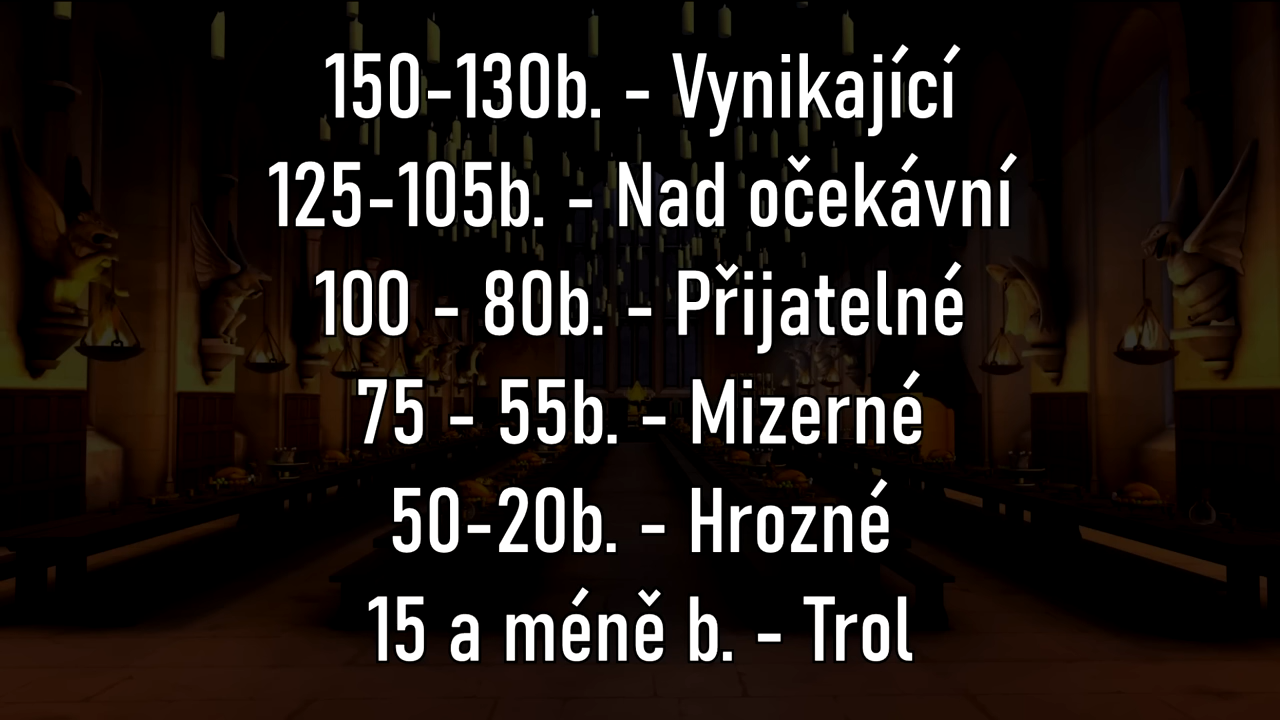 150-130b. - Vynikající
125-105b. - Nad očekávní
100 - 80b. - Přijatelné
75 - 55b. - Mizerné
50-20b. - Hrozné
15 a méně b. - Trol